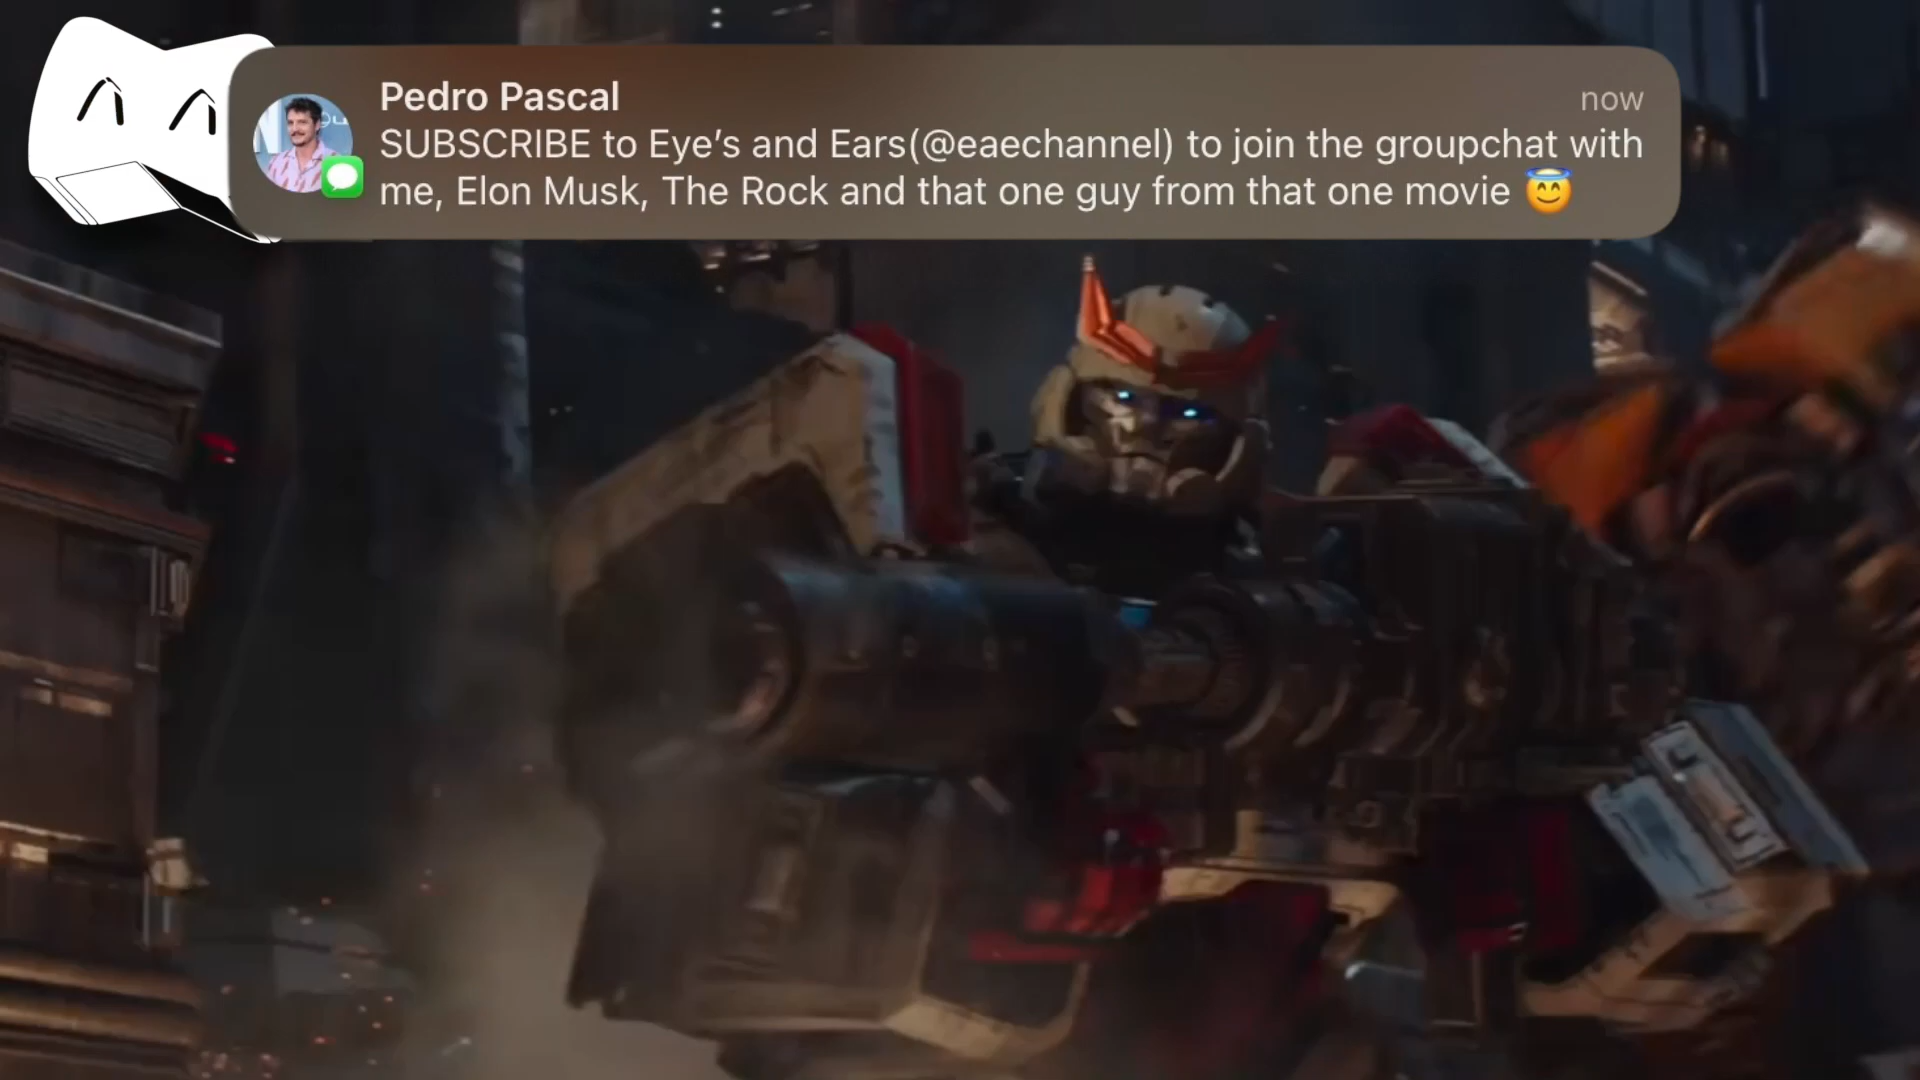 Pedro Pascal
now
SUBSCRIBE to Eye’s and Ears(@eaechannel) to join the groupchat with
me, Elon Musk, The Rock and that one guy from that one movie 😇